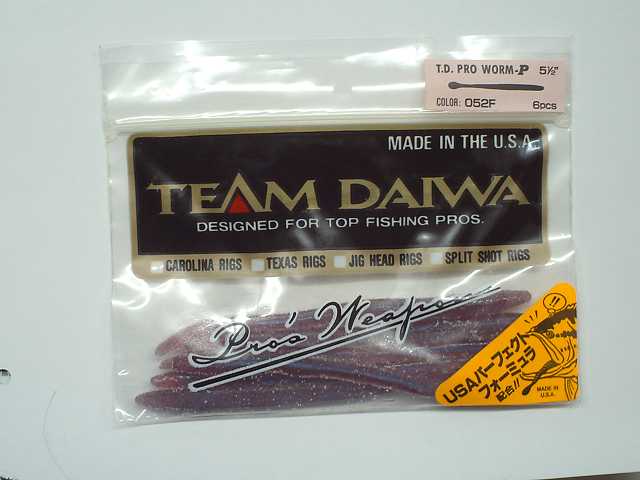 T.D. PRO WORM-P 5½"
COLOR: 052F 6pcs
MADE IN THE U.S.A.
TEAM DAIWA
DESIGNED FOR TOP FISHING PROS.
CAROLINA RIGS TEXAS RIGS JIG HEAD RIGS SPLIT SHOT RIGS
Pro's Weapon
!!
USAパーフェクト
フォーミュラ
配合!!
MADE IN
U.S.A.